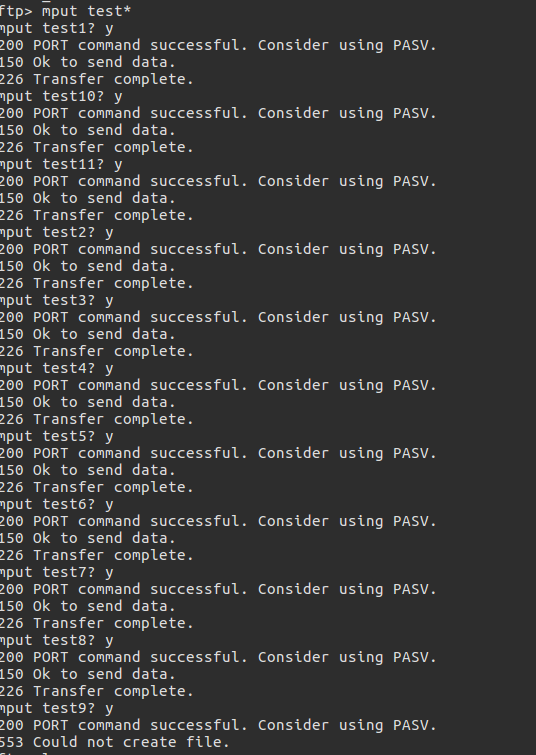 ftp> mput test*
mput test1? y
200 PORT command successful. Consider using PASV.
150 Ok to send data.
226 Transfer complete.
mput test10? y
200 PORT command successful. Consider using PASV.
150 Ok to send data.
226 Transfer complete.
mput test11? y
200 PORT command successful. Consider using PASV.
150 Ok to send data.
226 Transfer complete.
mput test2? y
200 PORT command successful. Consider using PASV.
150 Ok to send data.
226 Transfer complete.
mput test3? y
200 PORT command successful. Consider using PASV.
150 Ok to send data.
226 Transfer complete.
mput test4? y
200 PORT command successful. Consider using PASV.
150 Ok to send data.
226 Transfer complete.
mput test5? y
200 PORT command successful. Consider using PASV.
150 Ok to send data.
226 Transfer complete.
mput test6? y
200 PORT command successful. Consider using PASV.
150 Ok to send data.
226 Transfer complete.
mput test7? y
200 PORT command successful. Consider using PASV.
150 Ok to send data.
226 Transfer complete.
mput test8? y
200 PORT command successful. Consider using PASV.
150 Ok to send data.
226 Transfer complete.
mput test9? y
200 PORT command successful. Consider using PASV.
553 Could not create file.